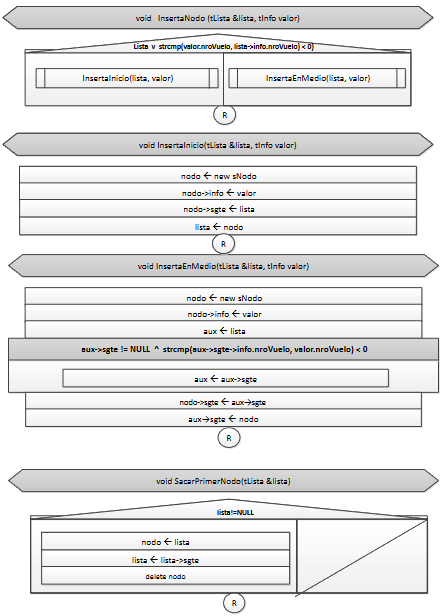 void InsertaNodo (tLista &lista, tInfo valor)
Lista v strcmp(valor.nroVuelo, lista->info.nroVuelo) < 0)
InsertaInicio(lista, valor)
InsertaEnMedio(lista, valor)
R
void InsertaInicio(tLista &lista, tInfo valor)
nodo ← new sNodo
nodo->info ← valor
nodo->sgte ← lista
lista ← nodo
R
void InsertaEnMedio(tLista &lista, tInfo valor)
nodo ← new sNodo
nodo->info ← valor
aux ← lista
aux->sgte != NULL ^ strcmp(aux->sgte->info.nroVuelo, valor.nroVuelo) < 0
aux ← aux->sgte
nodo->sgte ← aux→sgte
aux→sgte ← nodo
R
void SacarPrimerNodo(tLista &lista)
lista!=NULL
nodo ← lista
lista ← lista->sgte
delete nodo
R